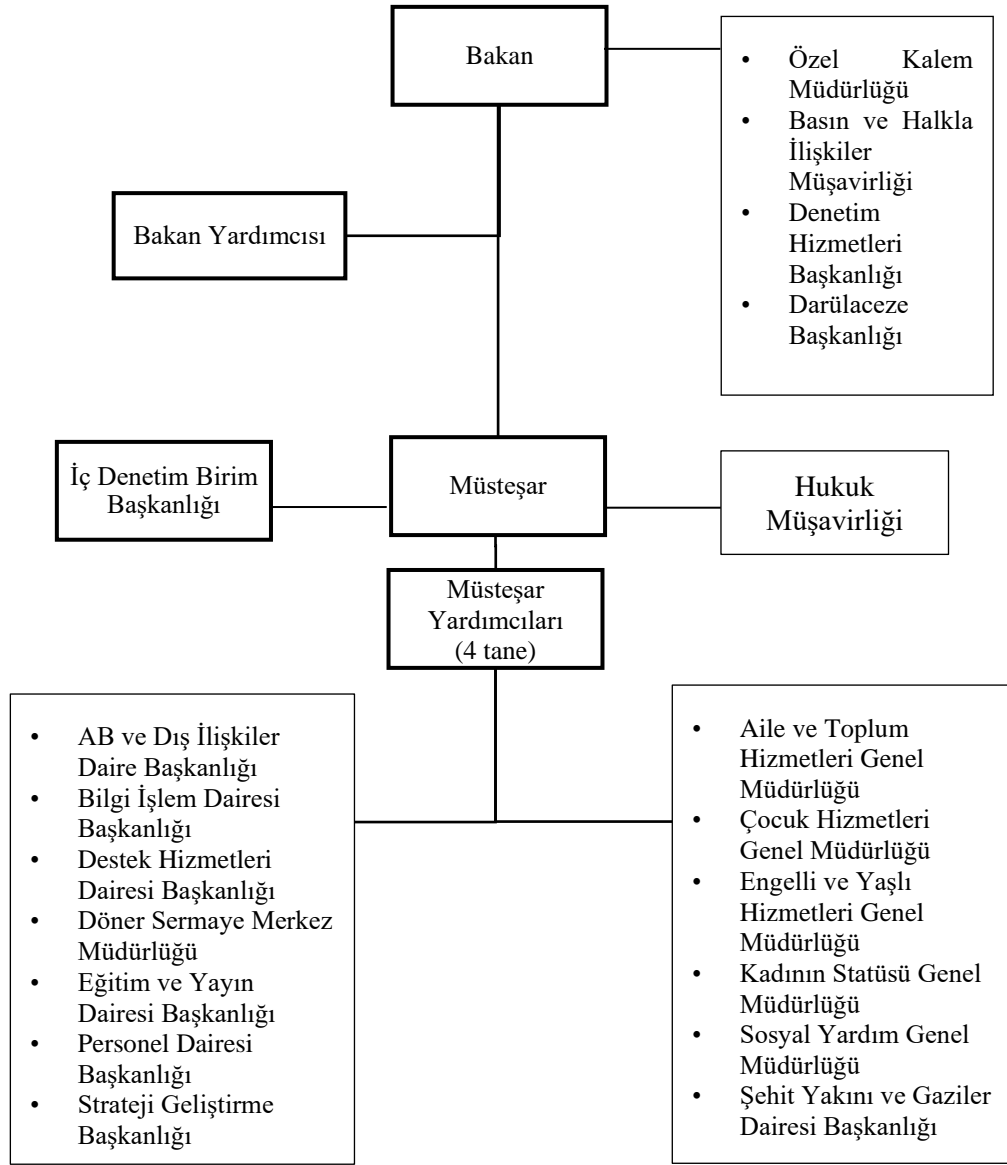 Bakan
• Özel Kalem
Müdürlüğü
• Basın ve Halkla
İlişkiler
Müşavirliği
• Denetim
Hizmetleri
Başkanlığı
• Darülaceze
Başkanlığı
Bakan Yardımcısı
İç Denetim Birim
Başkanlığı
Müsteşar
Hukuk
Müşavirliği
Müsteşar
Yardımcıları
(4 tane)
• AB ve Dış İlişkiler
Daire Başkanlığı
• Bilgi İşlem Dairesi
Başkanlığı
• Destek Hizmetleri
Dairesi Başkanlığı
• Döner Sermaye Merkez
Müdürlüğü
• Eğitim ve Yayın
Dairesi Başkanlığı
• Personel Dairesi
Başkanlığı
• Strateji Geliştirme
Başkanlığı
• Aile ve Toplum
Hizmetleri Genel
Müdürlüğü
• Çocuk Hizmetleri
Genel Müdürlüğü
• Engelli ve Yaşlı
Hizmetleri Genel
Müdürlüğü
• Kadının Statüsü Genel
Müdürlüğü
• Sosyal Yardım Genel
Müdürlüğü
• Şehit Yakını ve Gaziler
Dairesi Başkanlığı